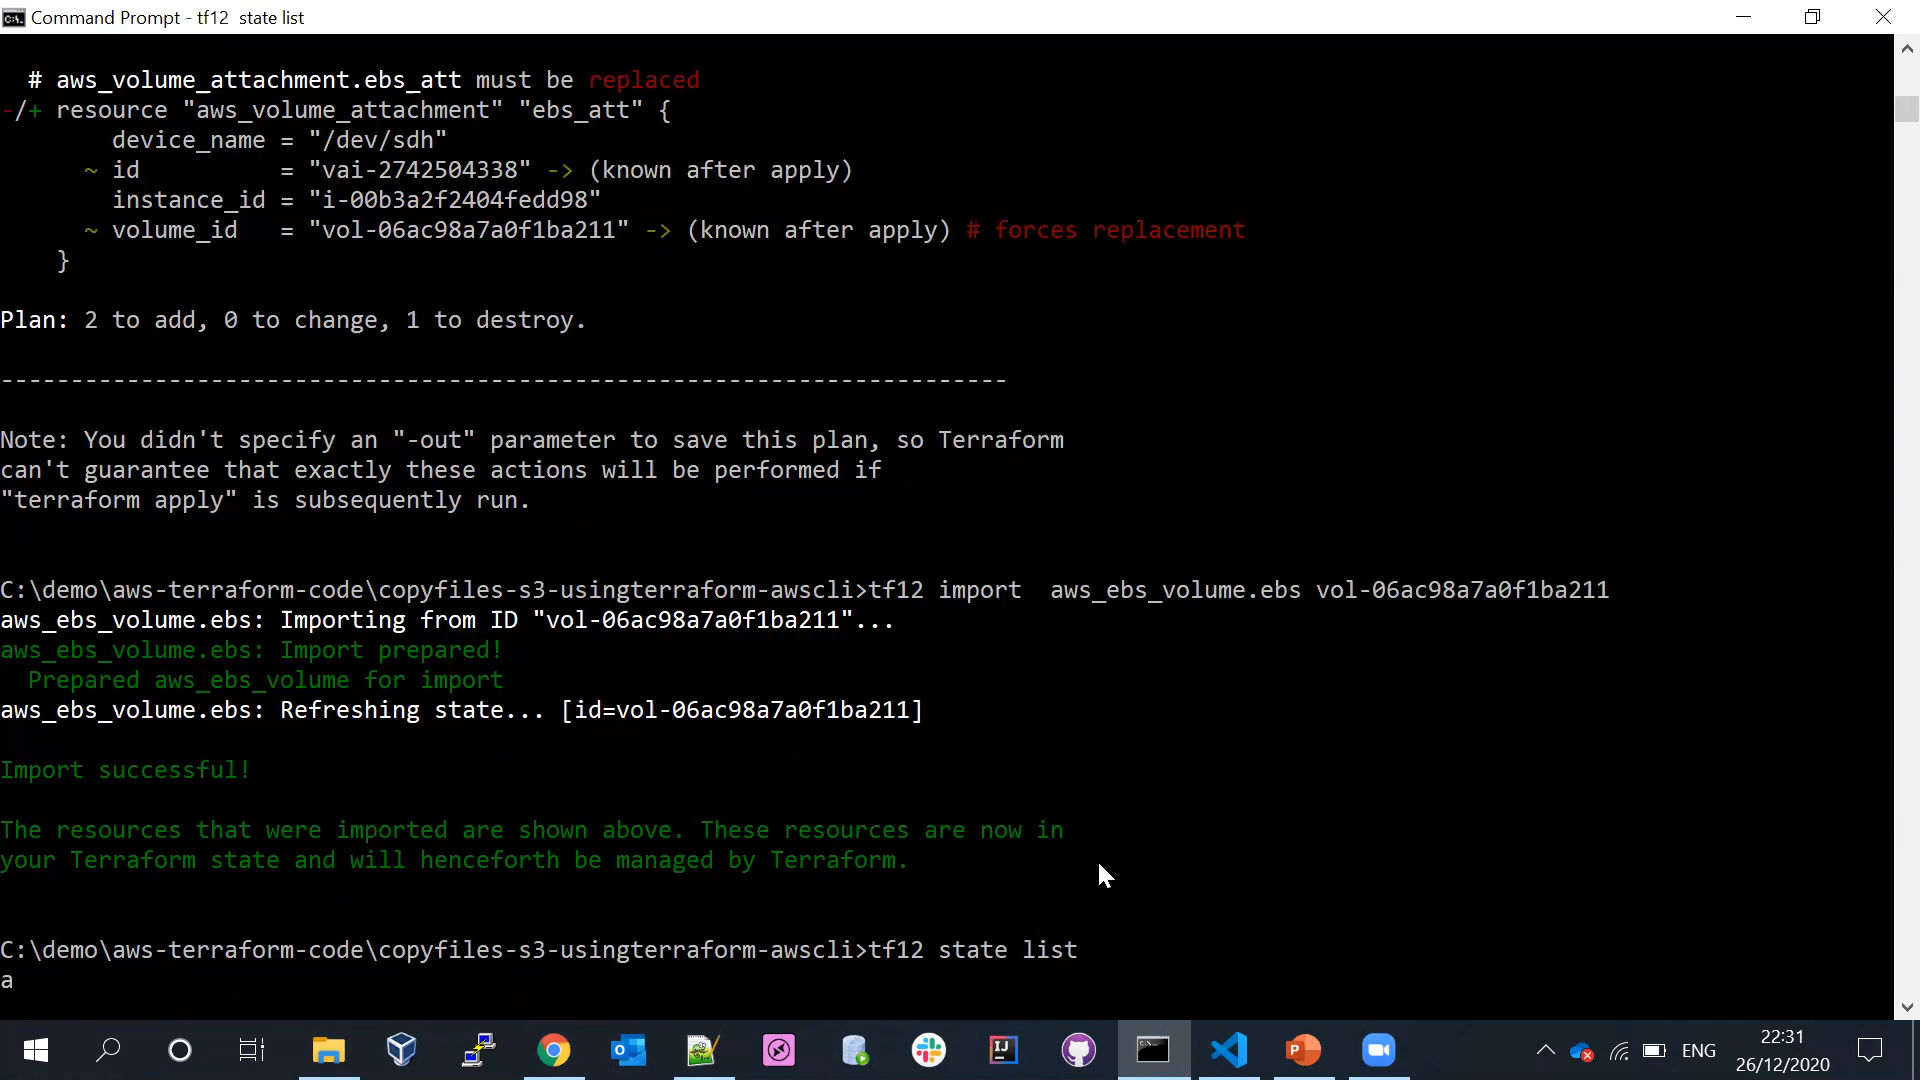 Command Prompt - tf12  state list
# aws_volume_attachment.ebs_att must be replaced
-/+ resource "aws_volume_attachment" "ebs_att" {
device_name = "/dev/sdh"
~ id          = "vai-2742504338" -> (known after apply)
instance_id = "i-00b3a2f2404fedd98"
~ volume_id   = "vol-06ac98a7a0f1ba211" -> (known after apply) # forces replacement
}
Plan: 2 to add, 0 to change, 1 to destroy.
------------------------------------------------------------------------
Note: You didn't specify an "-out" parameter to save this plan, so Terraform
can't guarantee that exactly these actions will be performed if
"terraform apply" is subsequently run.
C:\demo\aws-terraform-code\copyfiles-s3-usingterraform-awscli>tf12 import  aws_ebs_volume.ebs vol-06ac98a7a0f1ba211
aws_ebs_volume.ebs: Importing from ID "vol-06ac98a7a0f1ba211"...
aws_ebs_volume.ebs: Import prepared!
Prepared aws_ebs_volume for import
aws_ebs_volume.ebs: Refreshing state... [id=vol-06ac98a7a0f1ba211]
Import successful!
The resources that were imported are shown above. These resources are now in
your Terraform state and will henceforth be managed by Terraform.
C:\demo\aws-terraform-code\copyfiles-s3-usingterraform-awscli>tf12 state list
a
ENG
22:31
26/12/2020